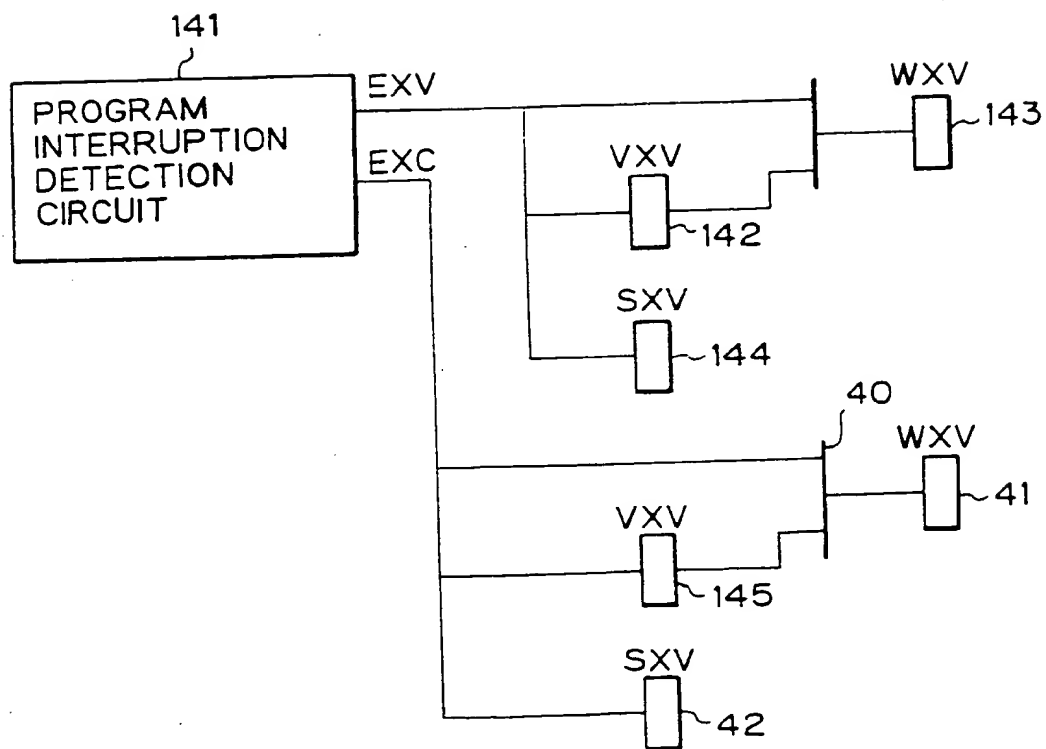 141
PROGRAM
INTERRUPTION
DETECTION
CIRCUIT
EXV
EXC
WXV
143
VXV
142
SXV
144
40
WXV
41
VXV
145
SXV
42